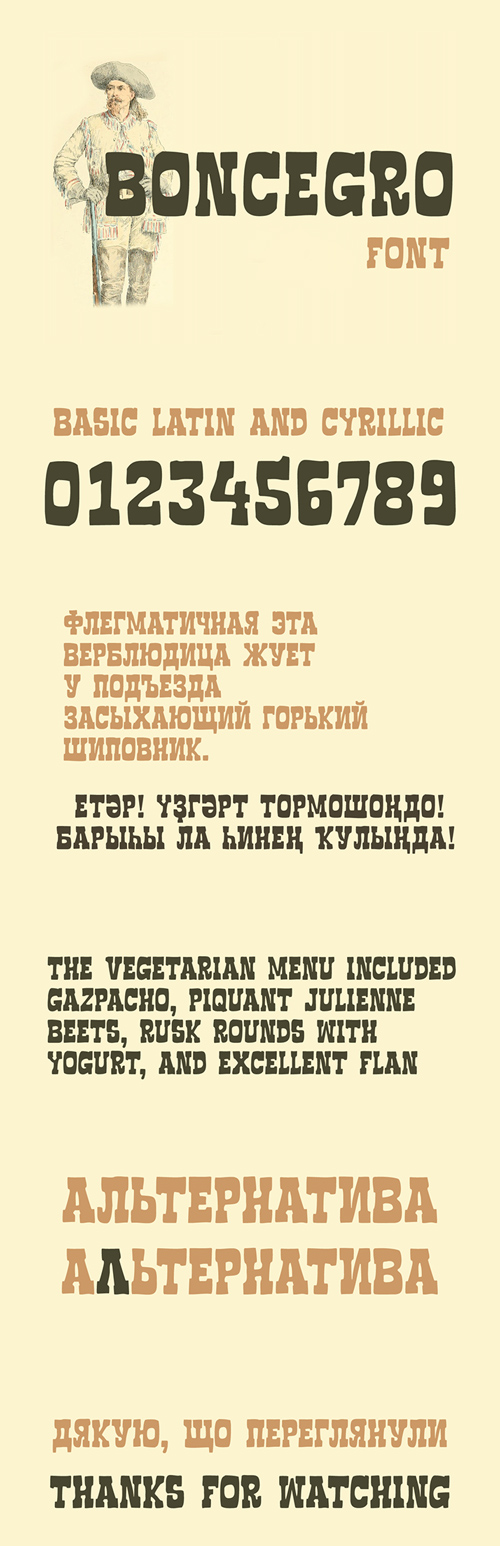 BONCEGRO
FONT
BASIC LATIN AND CYRILLIC
0123456789
ФЛЕГМАТИЧНАЯ ЭТА
ВЕРБЛЮДИЦА ЖУЕТ
У ПОДЪЕЗДА
ЗАСЫХАЮЩИЙ ГОРЬКИЙ
ШИПОВНИК.
ЕТӘР! ҮҘГӘРТ ТОРМОШОҢДО!
БАРЫҺЫ ЛА ҺИНЕҢ ҠУЛЫҢДА!
THE VEGETARIAN MENU INCLUDED
GAZPACHO, PIQUANT JULIENNE
BEETS, RUSK ROUNDS WITH
YOGURT, AND EXCELLENT FLAN
АЛЬТЕРНАТИВА
АЛЬТЕРНАТИВА
ДЯКУЮ, ЩО ПЕРЕГЛЯНУЛИ
THANKS FOR WATCHING